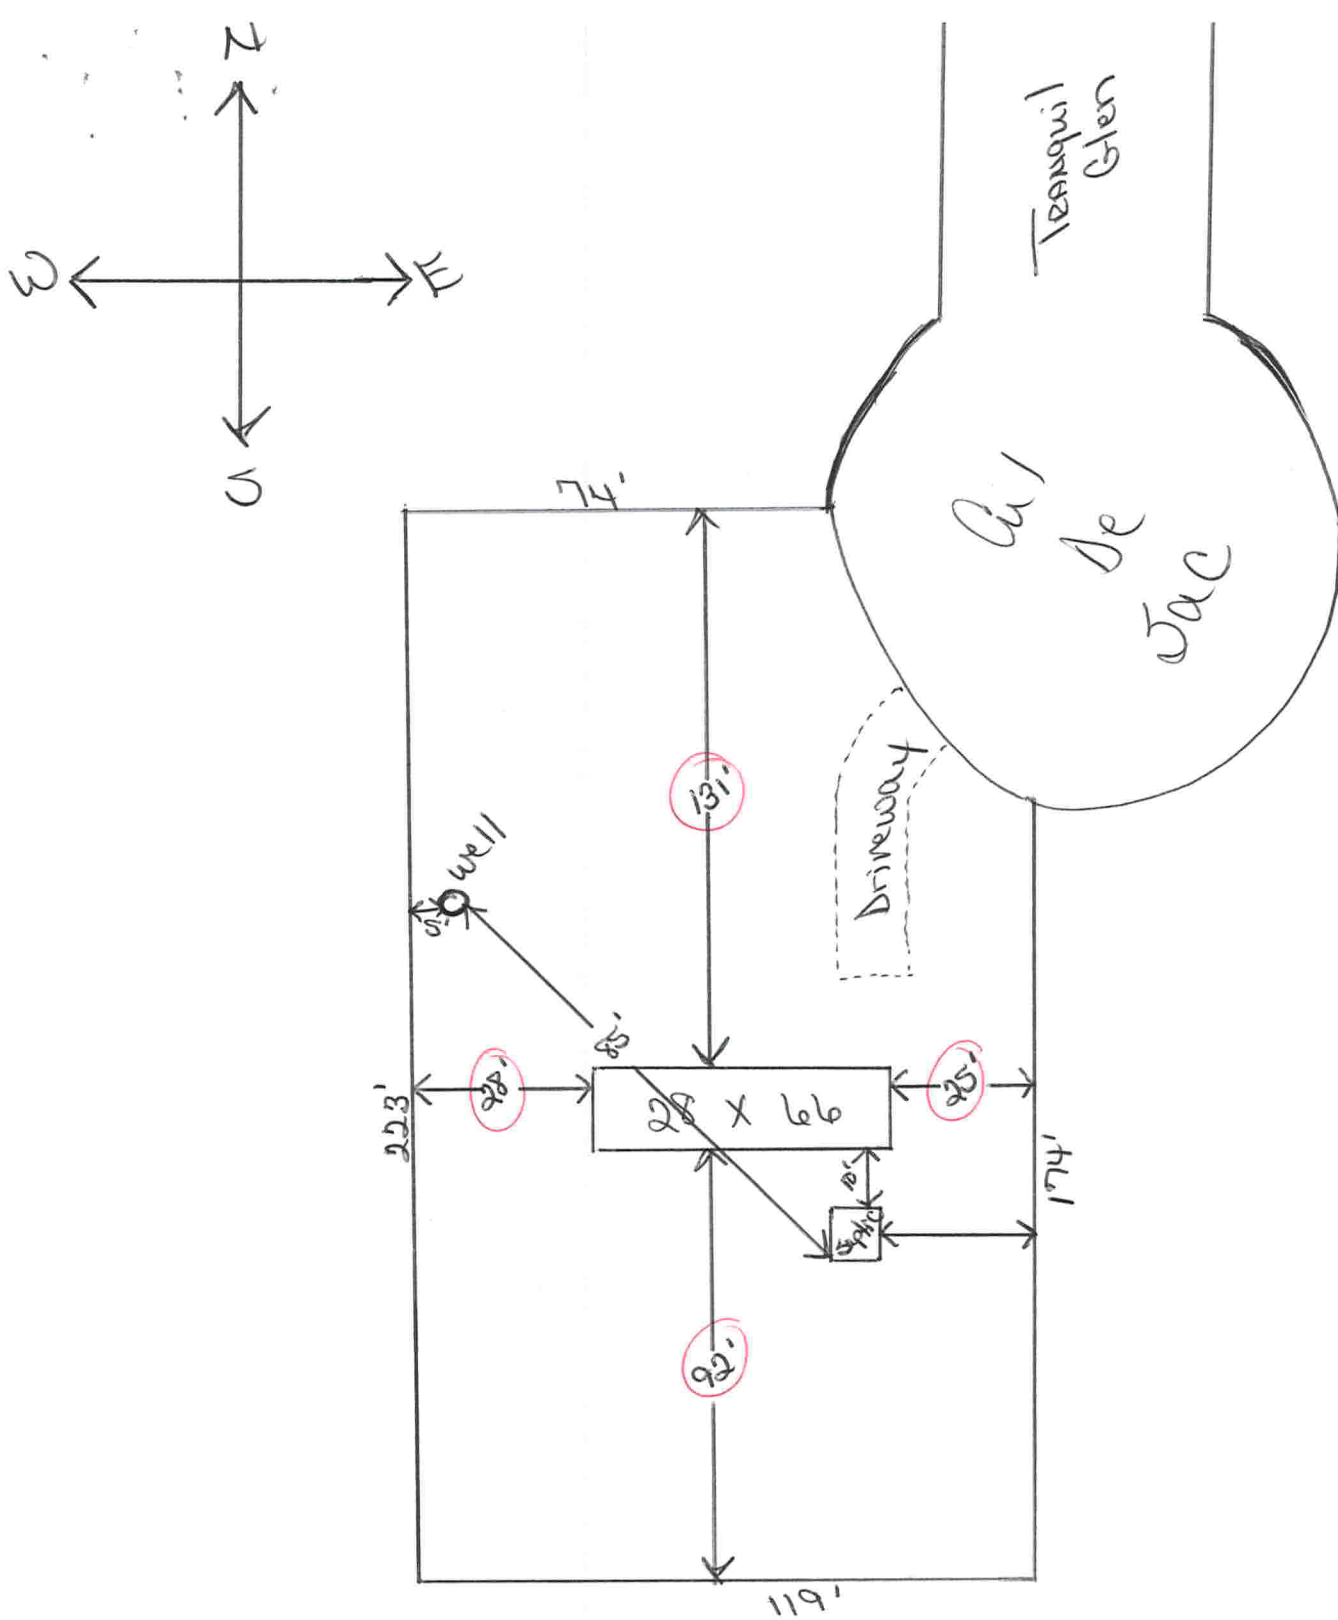 N
W
E
S
Tranquil
Glen
Cul
De
Sac
74'
131'
Driveway
Well
5'
85'
28'
28 X 66
25'
223'
174'
10'
Septic
92'
119'